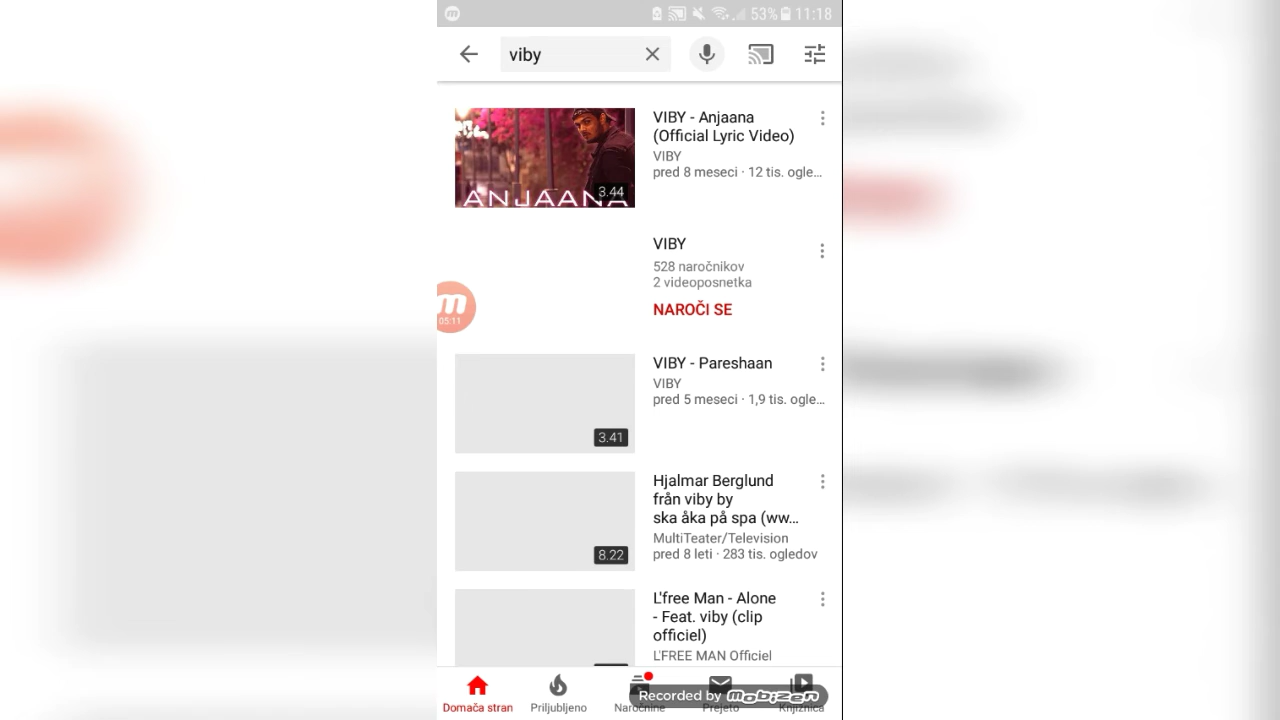 53% 11:18
viby
VIBY - Anjaana
(Official Lyric Video)
VIBY
pred 8 meseci · 12 tis. ogle...
ANJAANA
3.44
VIBY
528 naročnikov
2 videoposnetka
NAROČI SE
m
05:11
VIBY - Pareshaan
VIBY
pred 5 meseci · 1,9 tis. ogle...
3.41
Hjalmar Berglund
från viby by
ska åka på spa (ww...
MultiTeater/Television
pred 8 leti · 283 tis. ogledov
8.22
L'free Man - Alone
- Feat. viby (clip
officiel)
L'FREE MAN Officiel
Recorded by mobizen
Domača stran Priljubljeno Naročnine Prejeto Knjižnica